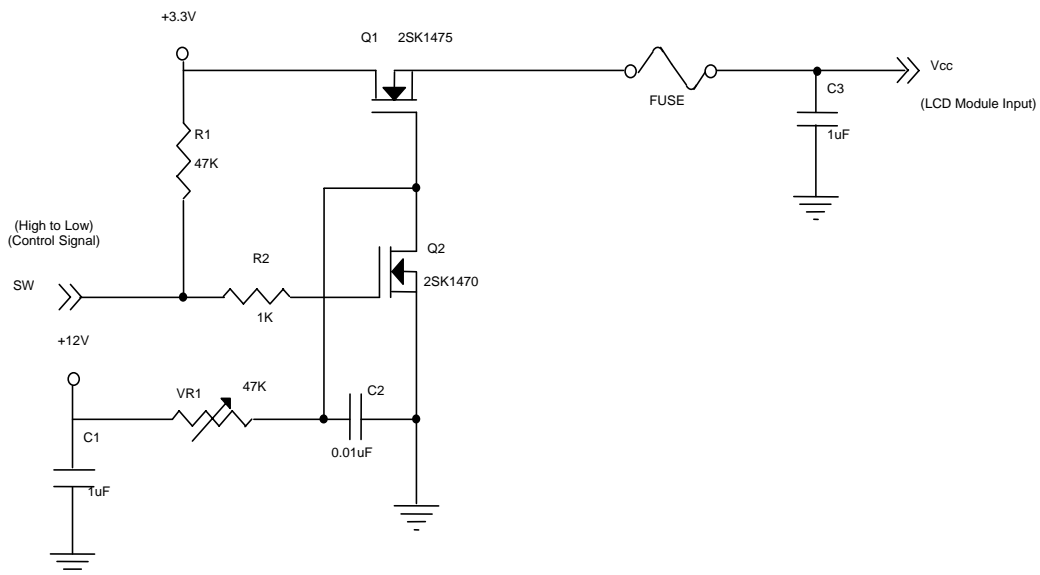 +3.3V
Q1 2SK1475
Vcc
FUSE
C3
(LCD Module Input)
1uF
R1
47K
(High to Low)
(Control Signal)
SW
R2
1K
Q2
2SK1470
+12V
VR1
47K
C2
0.01uF
C1
1uF